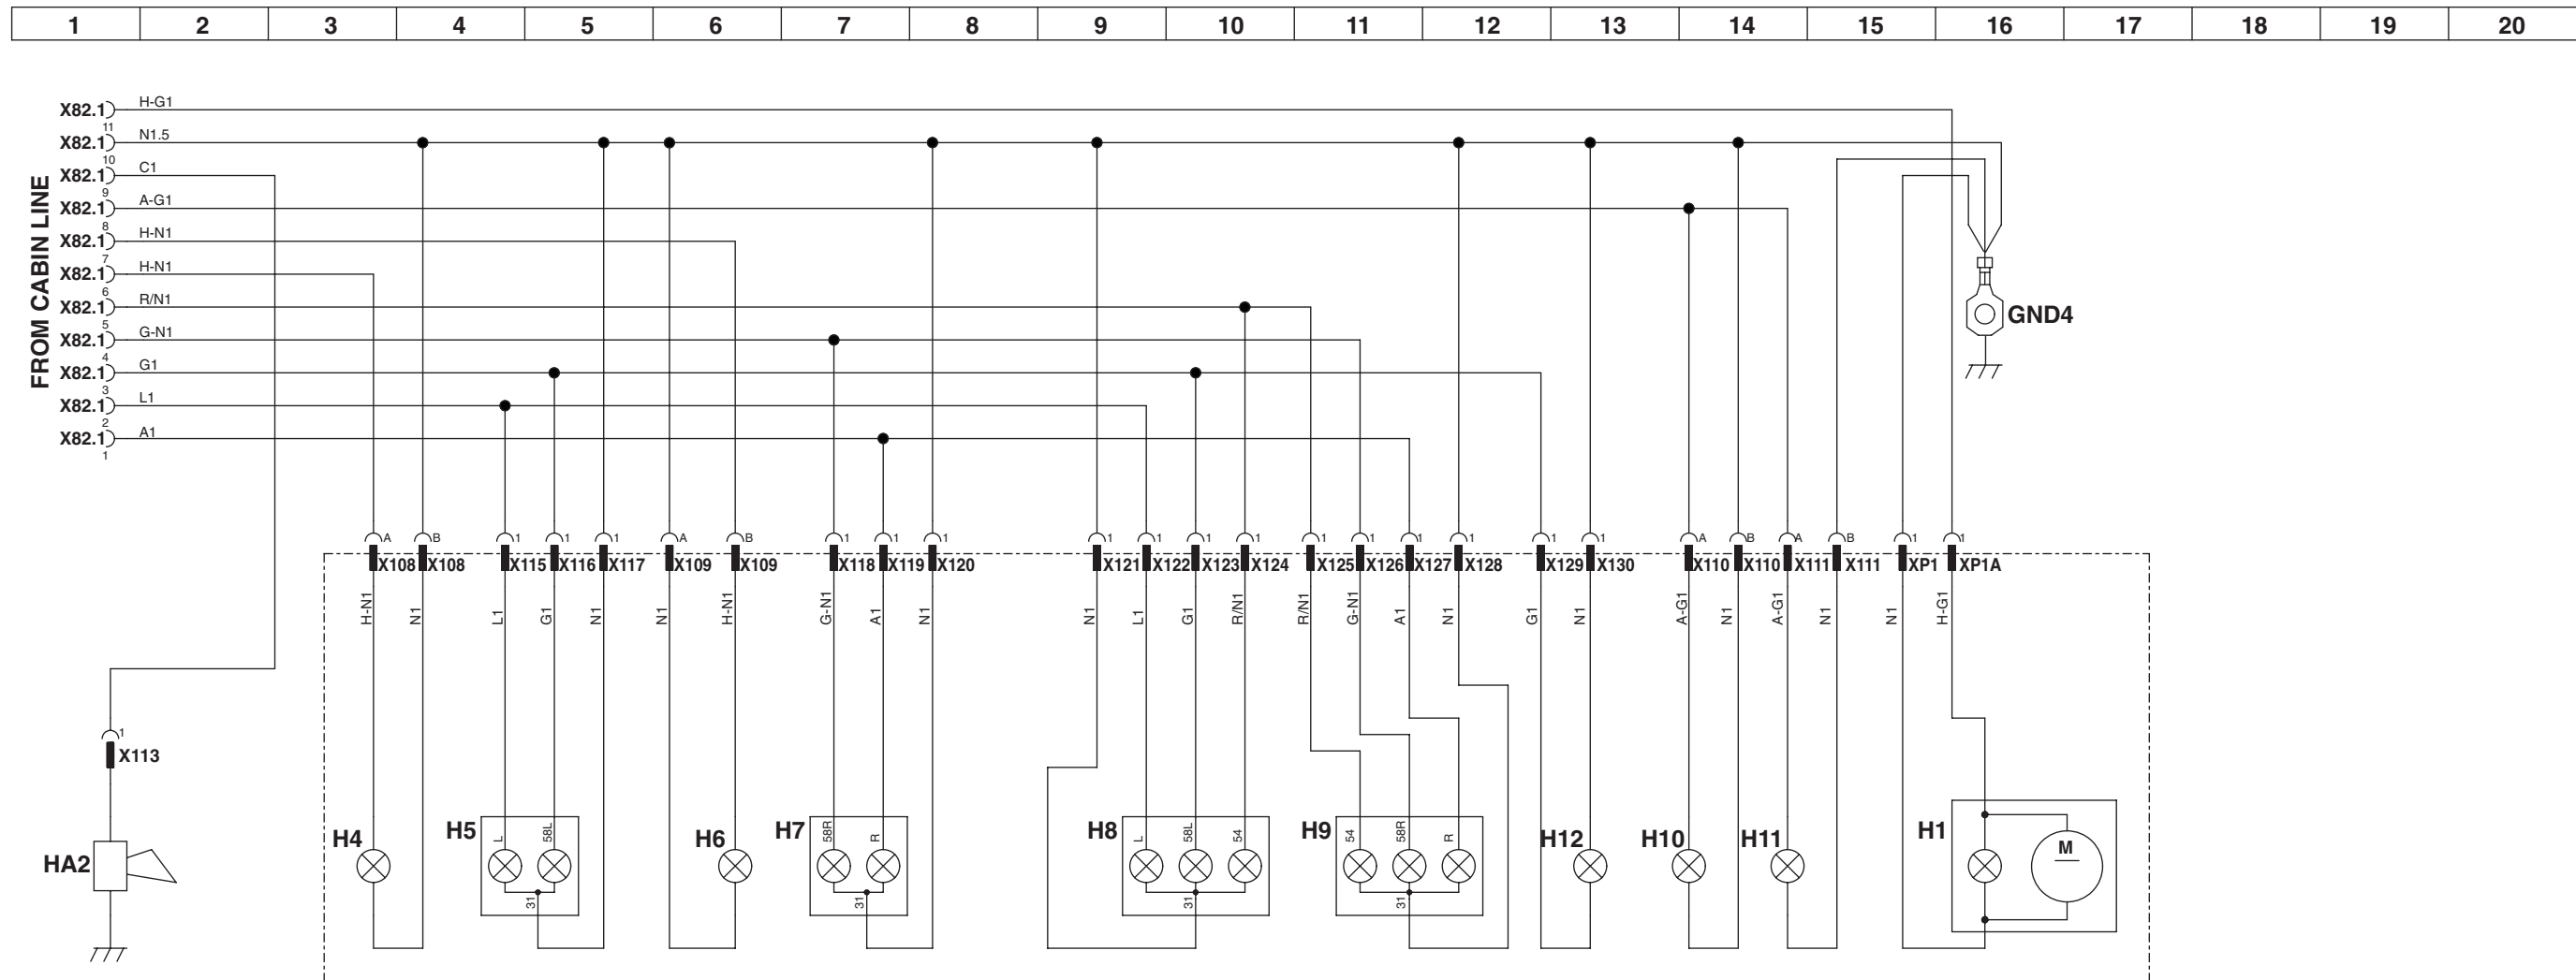 1 2 3 4 5 6 7 8 9 10 11 12 13 14 15 16 17 18 19 20
FROM CABIN LINE
X82.1 H-G1
11
X82.1 N1.5
10
X82.1 C1
9
X82.1 A-G1
8
X82.1 H-N1
7
X82.1 H-N1
6
X82.1 R/N1
5
X82.1 G-N1
4
X82.1 G1
3
X82.1 L1
2
X82.1 A1
1
GND4
A B 1 1 1 A B 1 1 1 1 1 1 1 1 1 1 1 1 1 A B A B 1 1
X108 X108 X115 X116 X117 X109 X109 X118 X119 X120 X121 X122 X123 X124 X125 X126 X127 X128 X129 X130 X110 X110 X111 X111 XP1 XP1A
H-N1 N1 L1 G1 N1 N1 H-N1 G-N1 A1 N1 N1 L1 G1 R/N1 R/N1 G-N1 A1 N1 G1 N1 A-G1 N1 A-G1 N1 N1 H-G1
1
X113
L 58L 58R R L 58L 54 54 58R R
H4 H5 H6 H7 H8 H9 H12 H10 H11 H1
M
HA2
31 31 31 31